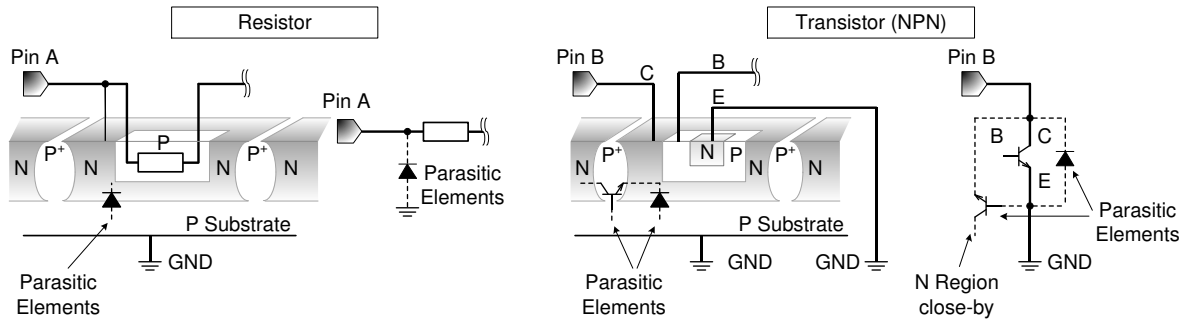 Resistor
Pin A
N
P+
N
P
N
P+
N
Parasitic
Elements
P Substrate
GND
Pin A
Parasitic
Elements
Transistor (NPN)
Pin B
C
B
E
N
P+
N
N
P
N
P+
N
P Substrate
Parasitic
Elements
GND
GND
Pin B
B
C
E
Parasitic
Elements
N Region
close-by
GND